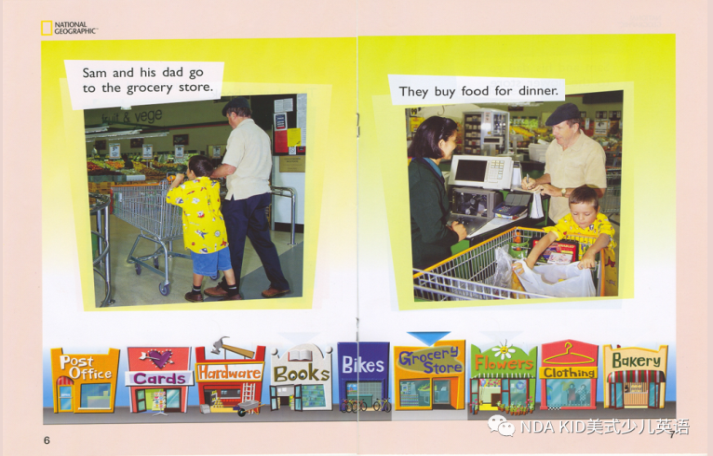 NATIONAL
GEOGRAPHIC™
Sam and his dad go
to the grocery store.
They buy food for dinner.
fruit & vege
Post
Office
Cards
Hardware
Books
Bikes
Grocery
Store
Flowers
Clothing
Bakery
6
7
NDA KID美式少儿英语